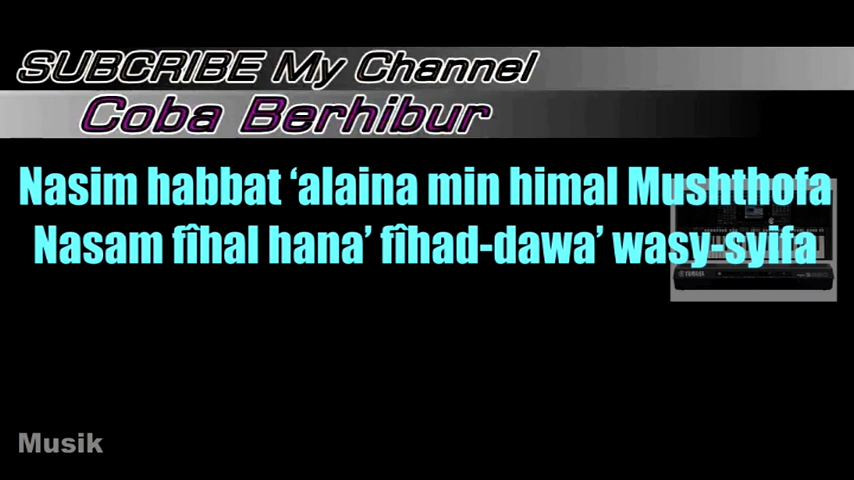 SUBCRIBE My Channel
Coba Berhibur
Nasim habbat ‘alaina min himal Mushthofa
Nasam fîhal hana’ fîhad-dawa’ wasy-syifa
YAMAHA
Musik